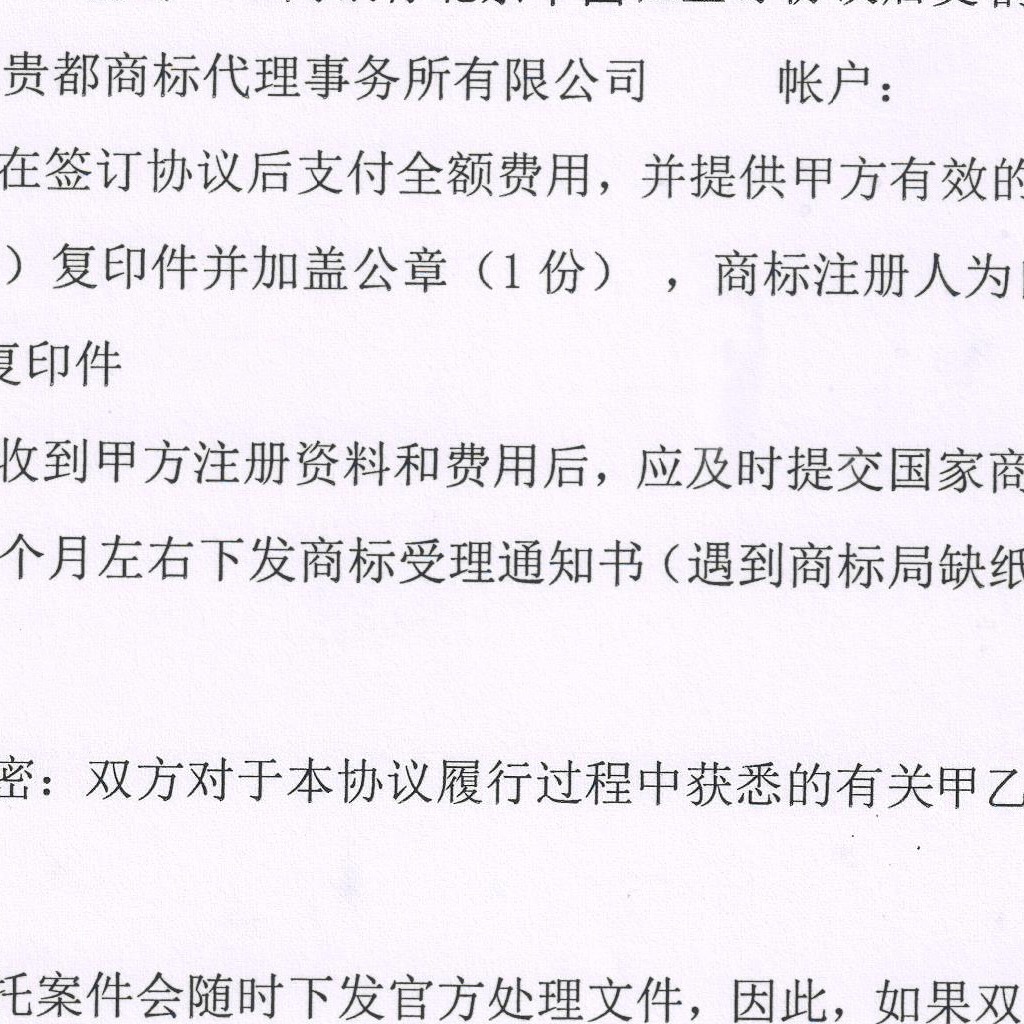 贵都商标代理事务所有限公司 帐户：
在签订协议后支付全额费用，并提供甲方有效的
）复印件并加盖公章（1 份） ，商标注册人为
复印件
收到甲方注册资料和费用后，应及时提交国家商
个月左右下发商标受理通知书（遇到商标局缺纸
密：双方对于本协议履行过程中获悉的有关甲乙
托案件会随时下发官方处理文件，因此，如果双